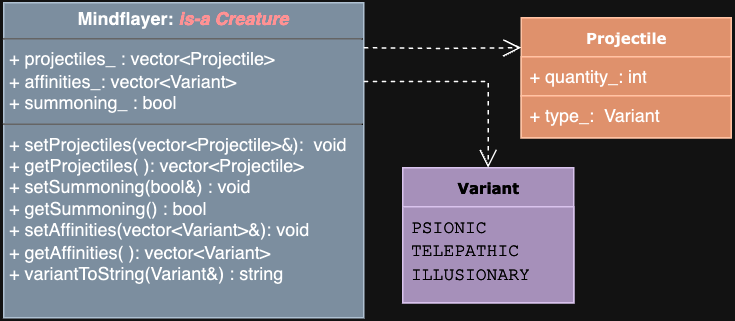 Mindflayer: is-a Creature
+ projectiles_ : vector<Projectile>
+ affinities_: vector<Variant>
+ summoning_ : bool
+ setProjectiles(vector<Projectile>&):  void
+ getProjectiles( ): vector<Projectile>
+ setSummoning(bool&) : void
+ getSummoning() : bool
+ setAffinities(vector<Variant>&): void
+ getAffinities( ): vector<Variant>
+ variantToString(Variant&) : string
Projectile
+ quantity_: int
+ type_:  Variant
Variant
PSIONIC
TELEPATHIC
ILLUSIONARY